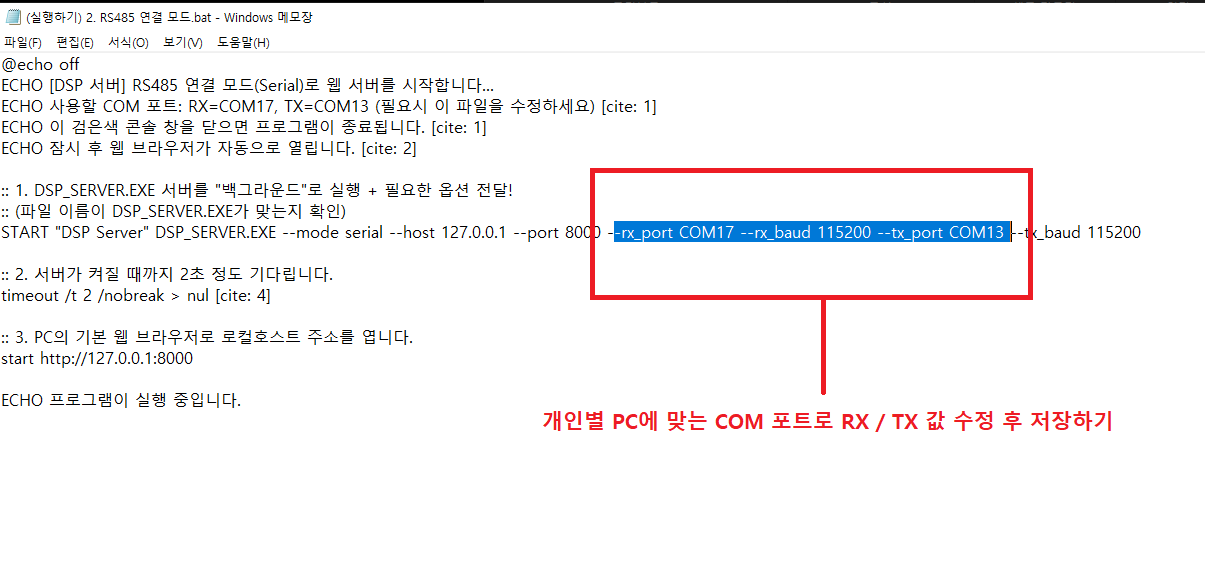 (실행하기) 2. RS485 연결 모드.bat - Windows 메모장
파일(F) 편집(E) 서식(O) 보기(V) 도움말(H)
@echo off
ECHO [DSP 서버] RS485 연결 모드(Serial)로 웹 서버를 시작합니다...
ECHO 사용할 COM 포트: RX=COM17, TX=COM13 (필요시 이 파일을 수정하세요) [cite: 1]
ECHO 이 검은색 콘솔 창을 닫으면 프로그램이 종료됩니다. [cite: 1]
ECHO 잠시 후 웹 브라우저가 자동으로 열립니다. [cite: 2]
:: 1. DSP_SERVER.EXE 서버를 "백그라운드"로 실행 + 필요한 옵션 전달!
:: (파일 이름이 DSP_SERVER.EXE가 맞는지 확인)
START "DSP Server" DSP_SERVER.EXE --mode serial --host 127.0.0.1 --port 8000 --rx_port COM17 --rx_baud 115200 --tx_port COM13 --tx_baud 115200
:: 2. 서버가 켜질 때까지 2초 정도 기다립니다.
timeout /t 2 /nobreak > nul [cite: 4]
:: 3. PC의 기본 웹 브라우저로 로컬호스트 주소를 엽니다.
start http://127.0.0.1:8000
ECHO 프로그램이 실행 중입니다.
개인별 PC에 맞는 COM 포트로 RX / TX 값 수정 후 저장하기